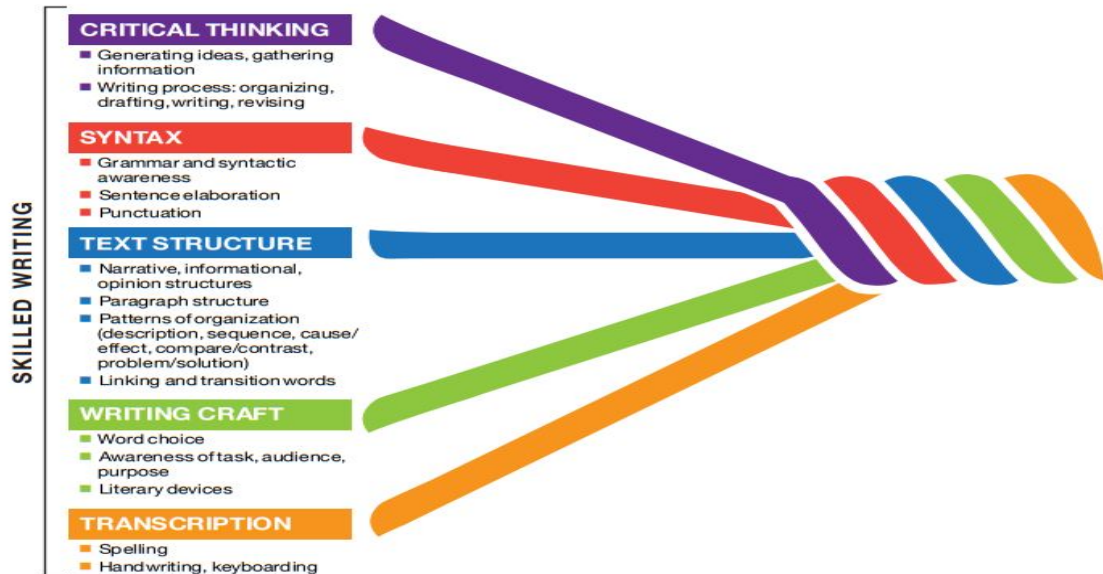 SKILLED WRITING
CRITICAL THINKING
Generating ideas, gathering
information
Writing process: organizing,
drafting, writing, revising
SYNTAX
Grammar and syntactic
awareness
Sentence elaboration
Punctuation
TEXT STRUCTURE
Narrative, informational,
opinion structures
Paragraph structure
Patterns of organization
(description, sequence, cause/
effect, compare/contrast,
problem/solution)
Linking and transition words
WRITING CRAFT
Word choice
Awareness of task, audience,
purpose
Literary devices
TRANSCRIPTION
Spelling
Handwriting, keyboarding